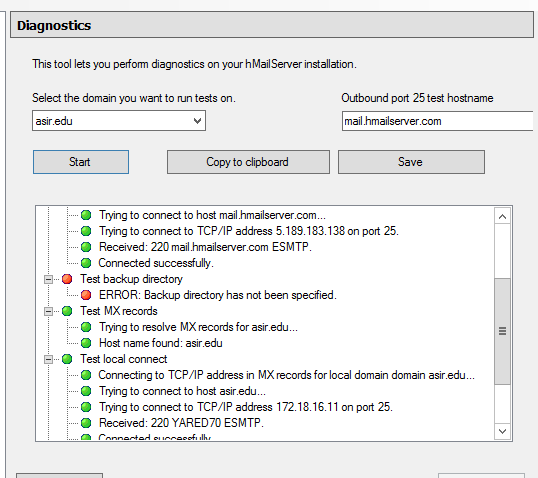 Diagnostics
This tool lets you perform diagnostics on your hMailServer installation.
Select the domain you want to run tests on.
Outbound port 25 test hostname
asir.edu
mail.hmailserver.com
Start
Copy to clipboard
Save
Trying to connect to host mail.hmailserver.com...
Trying to connect to TCP/IP address 5.189.183.138 on port 25.
Received: 220 mail.hmailserver.com ESMTP.
Connected successfully.
Test backup directory
ERROR: Backup directory has not been specified.
Test MX records
Trying to resolve MX records for asir.edu...
Host name found: asir.edu
Test local connect
Connecting to TCP/IP address in MX records for local domain domain asir.edu...
Trying to connect to host asir.edu...
Trying to connect to TCP/IP address 172.18.16.11 on port 25.
Received: 220 YARED70 ESMTP.
Connected successfully.